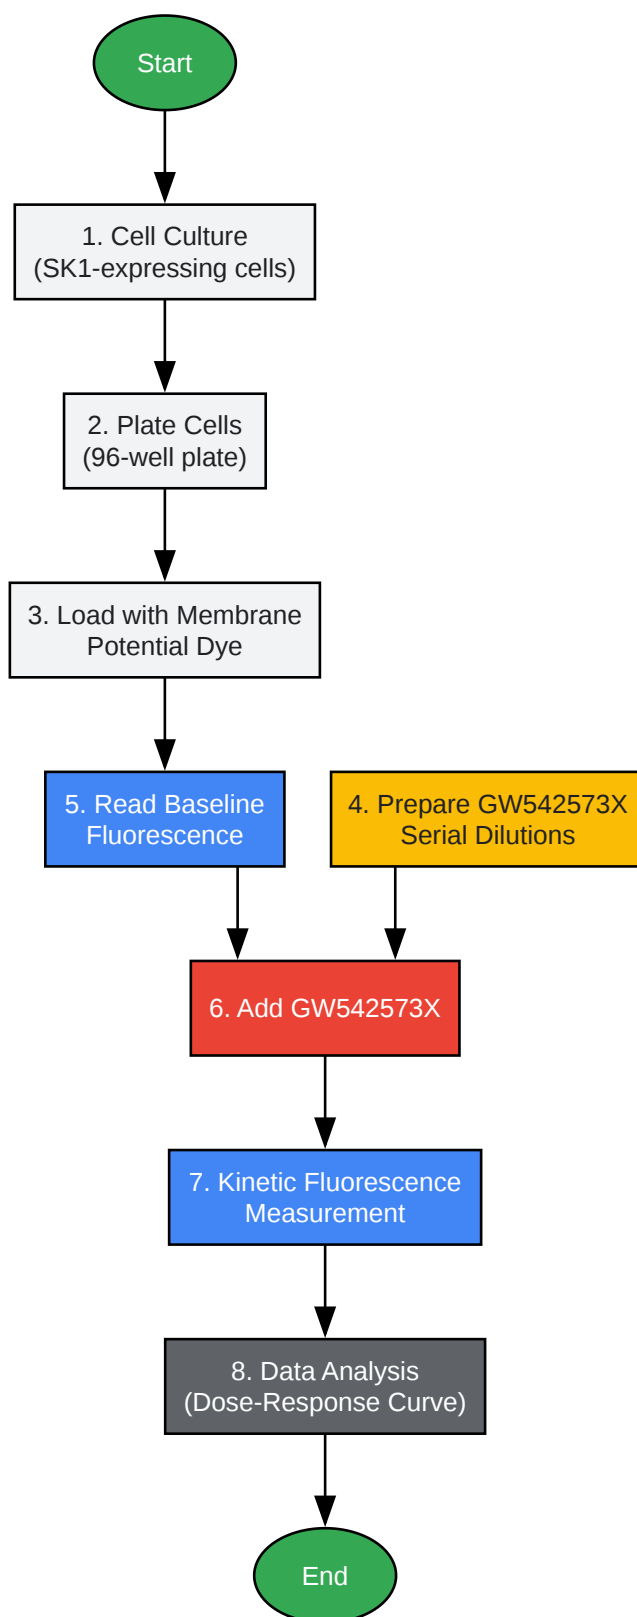 Start
1. Cell Culture
(SK1-expressing cells)
2. Plate Cells
(96-well plate)
3. Load with Membrane
Potential Dye
5. Read Baseline
Fluorescence
4. Prepare GW542573X
Serial Dilutions
6. Add GW542573X
7. Kinetic Fluorescence
Measurement
8. Data Analysis
(Dose-Response Curve)
End